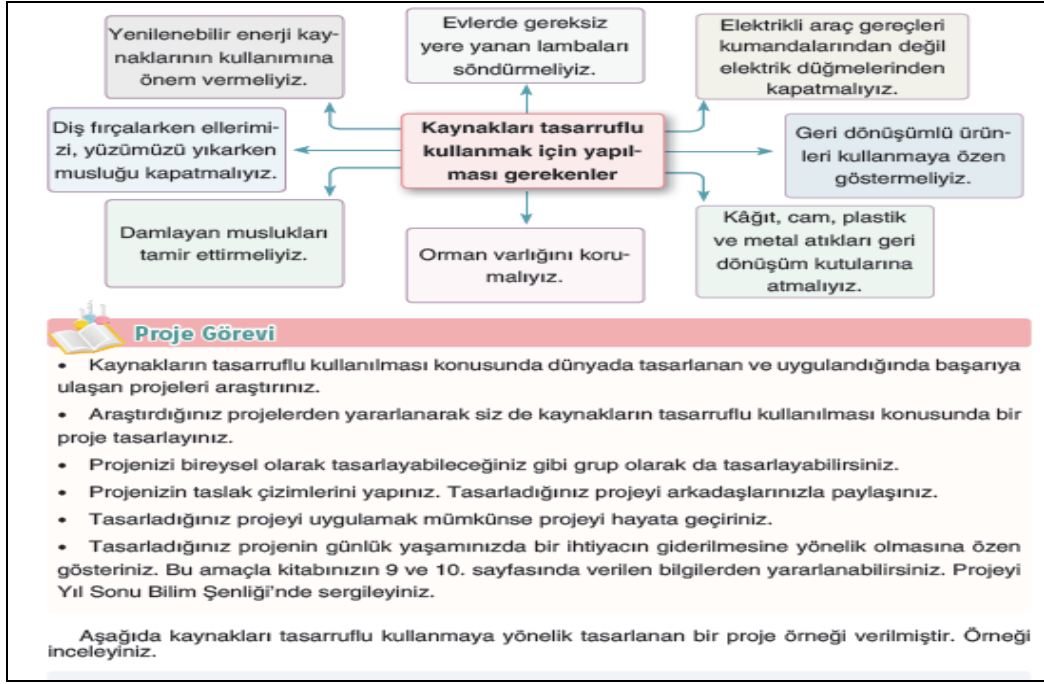 Yenilenebilir enerji kay-
naklarının kullanımına
önem vermeliyiz.
Evlerde gereksiz
yere yanan lambaları
söndürmeliyiz.
Elektrikli araç gereçleri
kumandalarından değil
elektrik düğmelerinden
kapatmalıyız.
Diş fırçalarken ellerimi-
zi, yüzümüzü yıkarken
musluğu kapatmalıyız.
Kaynakları tasarruflu
kullanmak için yapıl-
ması gerekenler
Geri dönüşümlü ürün-
leri kullanmaya özen
göstermeliyiz.
Damlayan muslukları
tamir ettirmeliyiz.
Orman varlığını koru-
malıyız.
Kâğıt, cam, plastik
ve metal atıkları geri
dönüşüm kutularına
atmalıyız.
Proje Görevi
• Kaynakların tasarruflu kullanılması konusunda dünyada tasarlanan ve uygulandığında başarıya
ulaşan projeleri araştırınız.
• Araştırdığınız projelerden yararlanarak siz de kaynakların tasarruflu kullanılması konusunda bir
proje tasarlayınız.
• Projenizi bireysel olarak tasarlayabileceğiniz gibi grup olarak da tasarlayabilirsiniz.
• Projenizin taslak çizimlerini yapınız. Tasarladığınız projeyi arkadaşlarınızla paylaşınız.
• Tasarladığınız projeyi uygulamak mümkünse projeyi hayata geçiriniz.
• Tasarladığınız projenin günlük yaşamınızda bir ihtiyacın giderilmesine yönelik olmasına özen
gösteriniz. Bu amaçla kitabınızın 9 ve 10. sayfasında verilen bilgilerden yararlanabilirsiniz. Projeyi
Yıl Sonu Bilim Şenliği'nde sergileyiniz.
Aşağıda kaynakları tasarruflu kullanmaya yönelik tasarlanan bir proje örneği verilmiştir. Örneği
inceleyiniz.